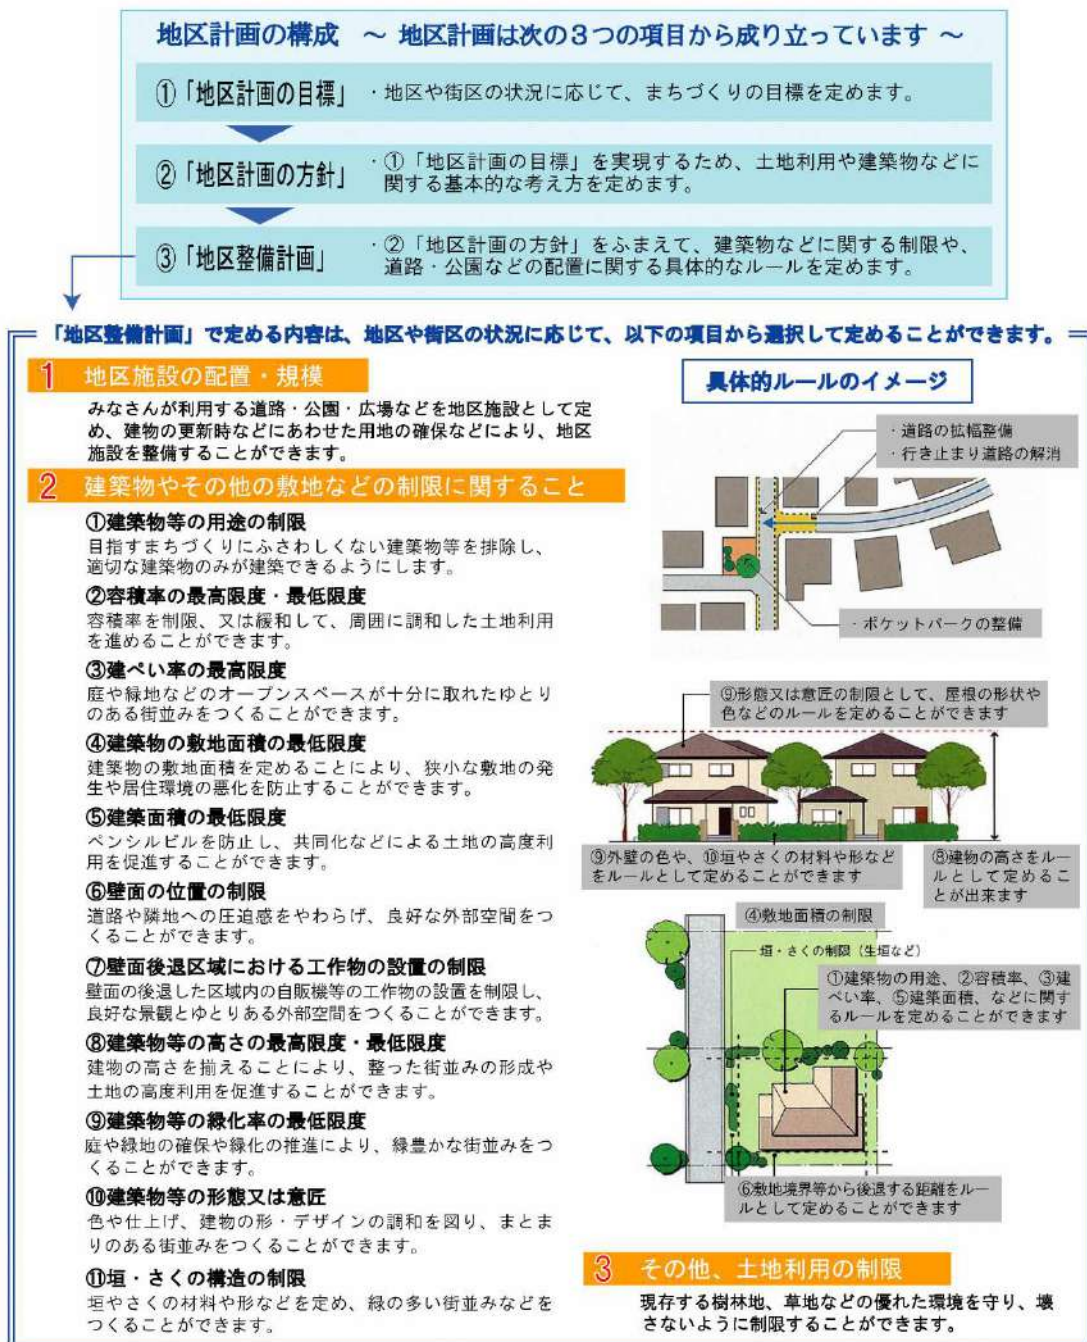 地区計画の構成 ～ 地区計画は次の３つの項目から成り立っています ～
①「地区計画の目標」 ・地区や街区の状況に応じて、まちづくりの目標を定めます。
②「地区計画の方針」 ・①「地区計画の目標」を実現するため、土地利用や建築物などに
関する基本的な考え方を定めます。
③「地区整備計画」 ・②「地区計画の方針」をふまえて、建築物などに関する制限や、
道路・公園などの配置に関する具体的なルールを定めます。
「地区整備計画」で定める内容は、地区や街区の状況に応じて、以下の項目から選択して定めることができます。
1 地区施設の配置・規模
みなさんが利用する道路・公園・広場などを地区施設として定
め、建物の更新時などにあわせた用地の確保などにより、地区
施設を整備することができます。
2 建築物やその他の敷地などの制限に関すること
①建築物等の用途の制限
目指すまちづくりにふさわしくない建築物等を排除し、
適切な建築物のみが建築できるようにします。
②容積率の最高限度・最低限度
容積率を制限、又は緩和して、周囲に調和した土地利用
を進めることができます。
③建ぺい率の最高限度
庭や緑地などのオープンスペースが十分に取れたゆとり
のある街並みをつくることができます。
④建築物の敷地面積の最低限度
建築物の敷地面積を定めることにより、狭小な敷地の発
生や居住環境の悪化を防止することができます。
⑤建築面積の最低限度
ペンシルビルを防止し、共同化などによる土地の高度利
用を促進することができます。
⑥壁面の位置の制限
道路や隣地への圧迫感をやわらげ、良好な外部空間をつ
くることができます。
⑦壁面後退区域における工作物の設置の制限
壁面の後退した区域内の自販機等の工作物の設置を制限し、
良好な景観とゆとりある外部空間をつくることができます。
⑧建築物等の高さの最高限度・最低限度
建物の高さを揃えることにより、整った街並みの形成や
土地の高度利用を促進することができます。
⑨建築物等の緑化率の最低限度
庭や緑地の確保や緑化の推進により、緑豊かな街並みをつ
くることができます。
⑩建築物等の形態又は意匠
色や仕上げ、建物の形・デザインの調和を図り、まとま
りのある街並みをつくることができます。
⑪垣・さくの構造の制限
垣やさくの材料や形などを定め、緑の多い街並みなどを
つくることができます。
具体的ルールのイメージ
・道路の拡幅整備
・行き止まり道路の解消
・ポケットパークの整備
⑨形態又は意匠の制限として、屋根の形状や
色などのルールを定めることができます
⑨外壁の色や、⑩垣やさくの材料や形など
をルールとして定めることができます
⑧建物の高さをルー
ルとして定めるこ
とが出来ます
④敷地面積の制限
垣・さくの制限（生垣など）
①建築物の用途、②容積率、③建
ぺい率、⑤建築面積、などに関す
るルールを定めることができます
⑥敷地境界等から後退する距離をルー
ルとして定めることができます
3 その他、土地利用の制限
現存する樹林地、草地などの優れた環境を守り、壊
さないように制限することができます。